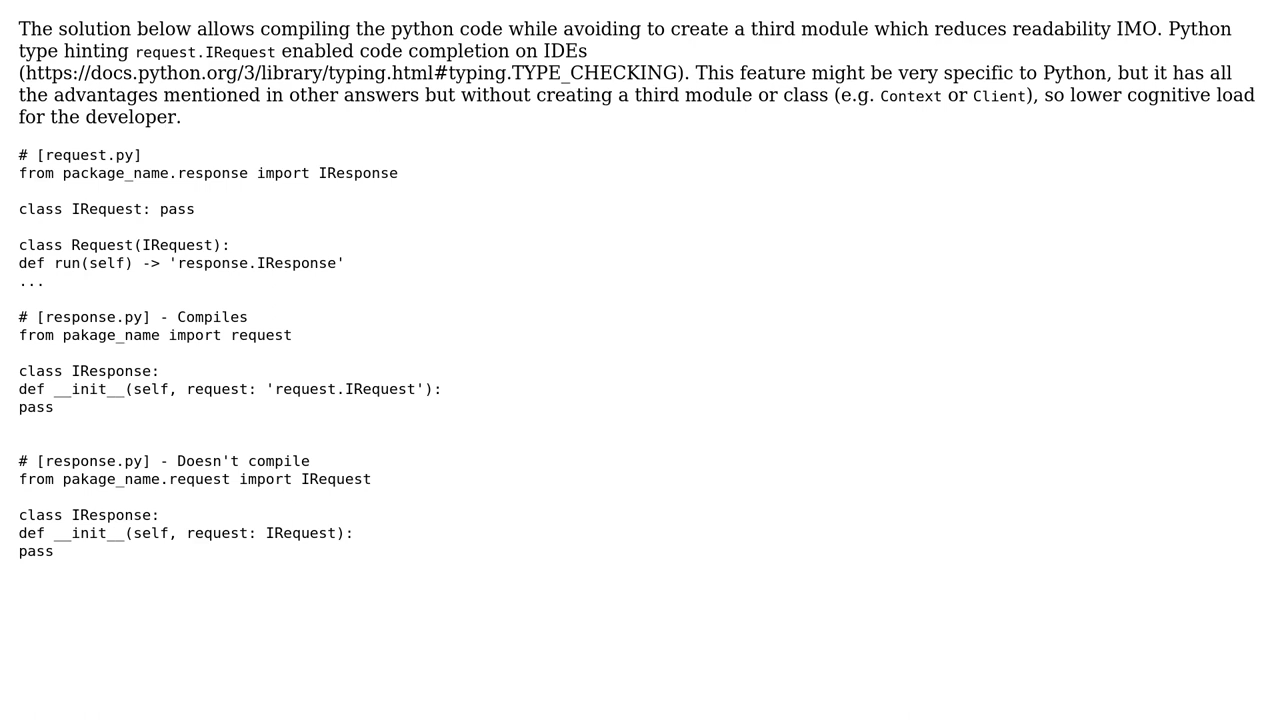 The solution below allows compiling the python code while avoiding to create a third module which reduces readability IMO. Python
type hinting request.IRequest enabled code completion on IDEs
(https://docs.python.org/3/library/typing.html#typing.TYPE_CHECKING). This feature might be very specific to Python, but it has all
the advantages mentioned in other answers but without creating a third module or class (e.g. Context or Client), so lower cognitive load
for the developer.
# [request.py]
from package_name.response import IResponse
class IRequest: pass
class Request(IRequest):
def run(self) -> 'response.IResponse'
...
# [response.py] - Compiles
from pakage_name import request
class IResponse:
def __init__(self, request: 'request.IRequest'):
pass
# [response.py] - Doesn't compile
from pakage_name.request import IRequest
class IResponse:
def __init__(self, request: IRequest):
pass